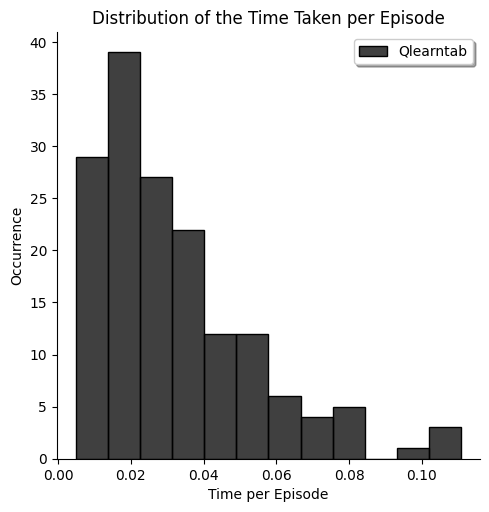 Distribution of the Time Taken per Episode
Qlearntab
40
35
30
25
20
15
10
5
0
Occurrence
0.00 0.02 0.04 0.06 0.08 0.10
Time per Episode